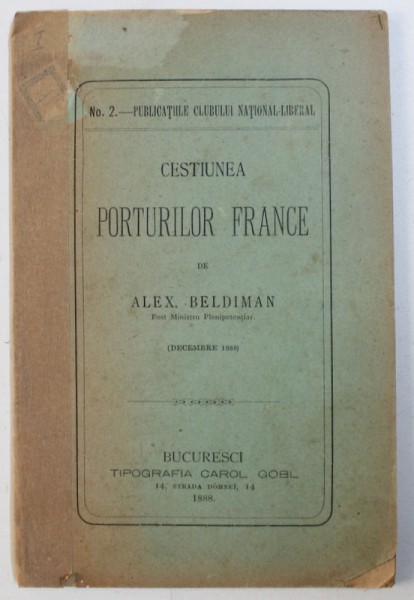 I
No. 2.—PUBLICAȚIILE CLUBULUI NAȚIONAL-LIBERAL
CESTIUNEA
PORTURILOR FRANCE
DE
ALEX. BELDIMAN
Fost Ministru Plenipotențiar.
(DECEMBRE 1888)
BUCURESCI
TIPOGRAFIA CAROL GÖBL
14, STRADA DÓMNEI, 14
1888.